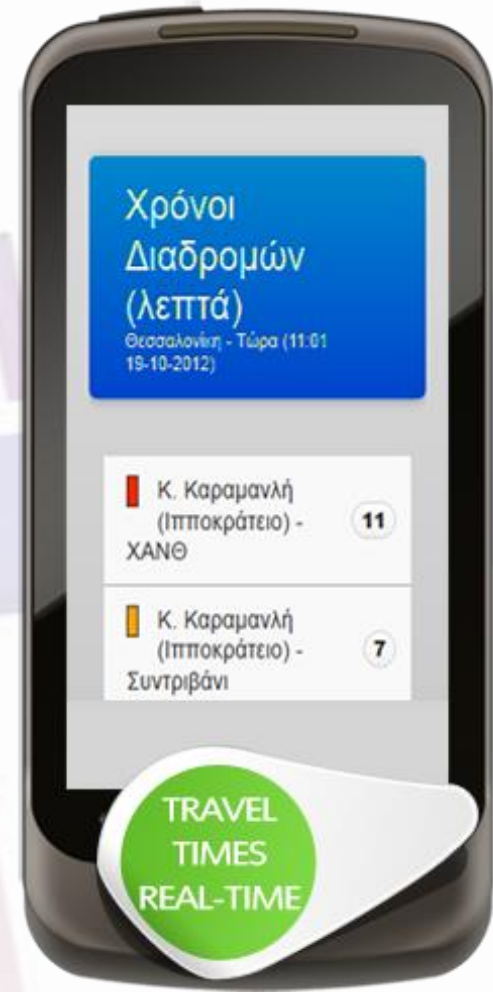 Χρόνοι
Διαδρομών
(λεπτά)
Θεσσαλονίκη - Τώρα (11:01
19-10-2012)
Κ. Καραμανλή
(Ιπποκράτειο) - 11
ΧΑΝΘ
Κ. Καραμανλή
(Ιπποκράτειο) - 7
Συντριβάνι
TRAVEL
TIMES
REAL-TIME